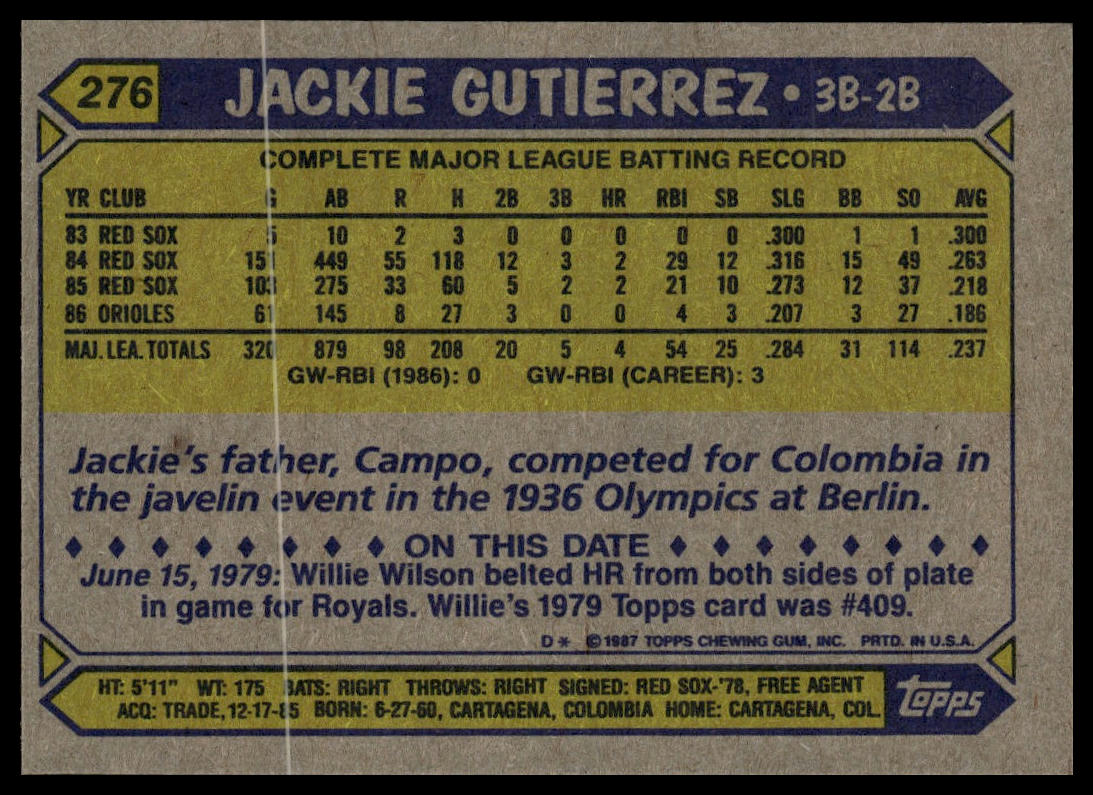 276 JACKIE GUTIERREZ • 3B-2B
COMPLETE MAJOR LEAGUE BATTING RECORD
YR CLUB G AB R H 2B 3B HR RBI SB SLG BB SO AVG
83 RED SOX 5 10 2 3 0 0 0 0 0 .300 1 1 .300
84 RED SOX 151 449 55 118 12 3 2 29 12 .316 15 49 .263
85 RED SOX 103 275 33 60 5 2 2 21 10 .273 12 37 .218
86 ORIOLES 61 145 8 27 3 0 0 4 3 .207 3 27 .186
MAJ. LEA. TOTALS 320 879 98 208 20 5 4 54 25 .284 31 114 .237
GW-RBI (1986): 0 GW-RBI (CAREER): 3
Jackie's father, Campo, competed for Colombia in
the javelin event in the 1936 Olympics at Berlin.
ON THIS DATE
June 15, 1979: Willie Wilson belted HR from both sides of plate
in game for Royals. Willie's 1979 Topps card was #409.
D* ©1987 TOPPS CHEWING GUM, INC. PRTD. IN U.S.A.
HT: 5'11" WT: 175 BATS: RIGHT THROWS: RIGHT SIGNED: RED SOX-'78, FREE AGENT
ACQ: TRADE, 12-17-85 BORN: 6-27-60, CARTAGENA, COLOMBIA HOME: CARTAGENA, COL.
TOPPS